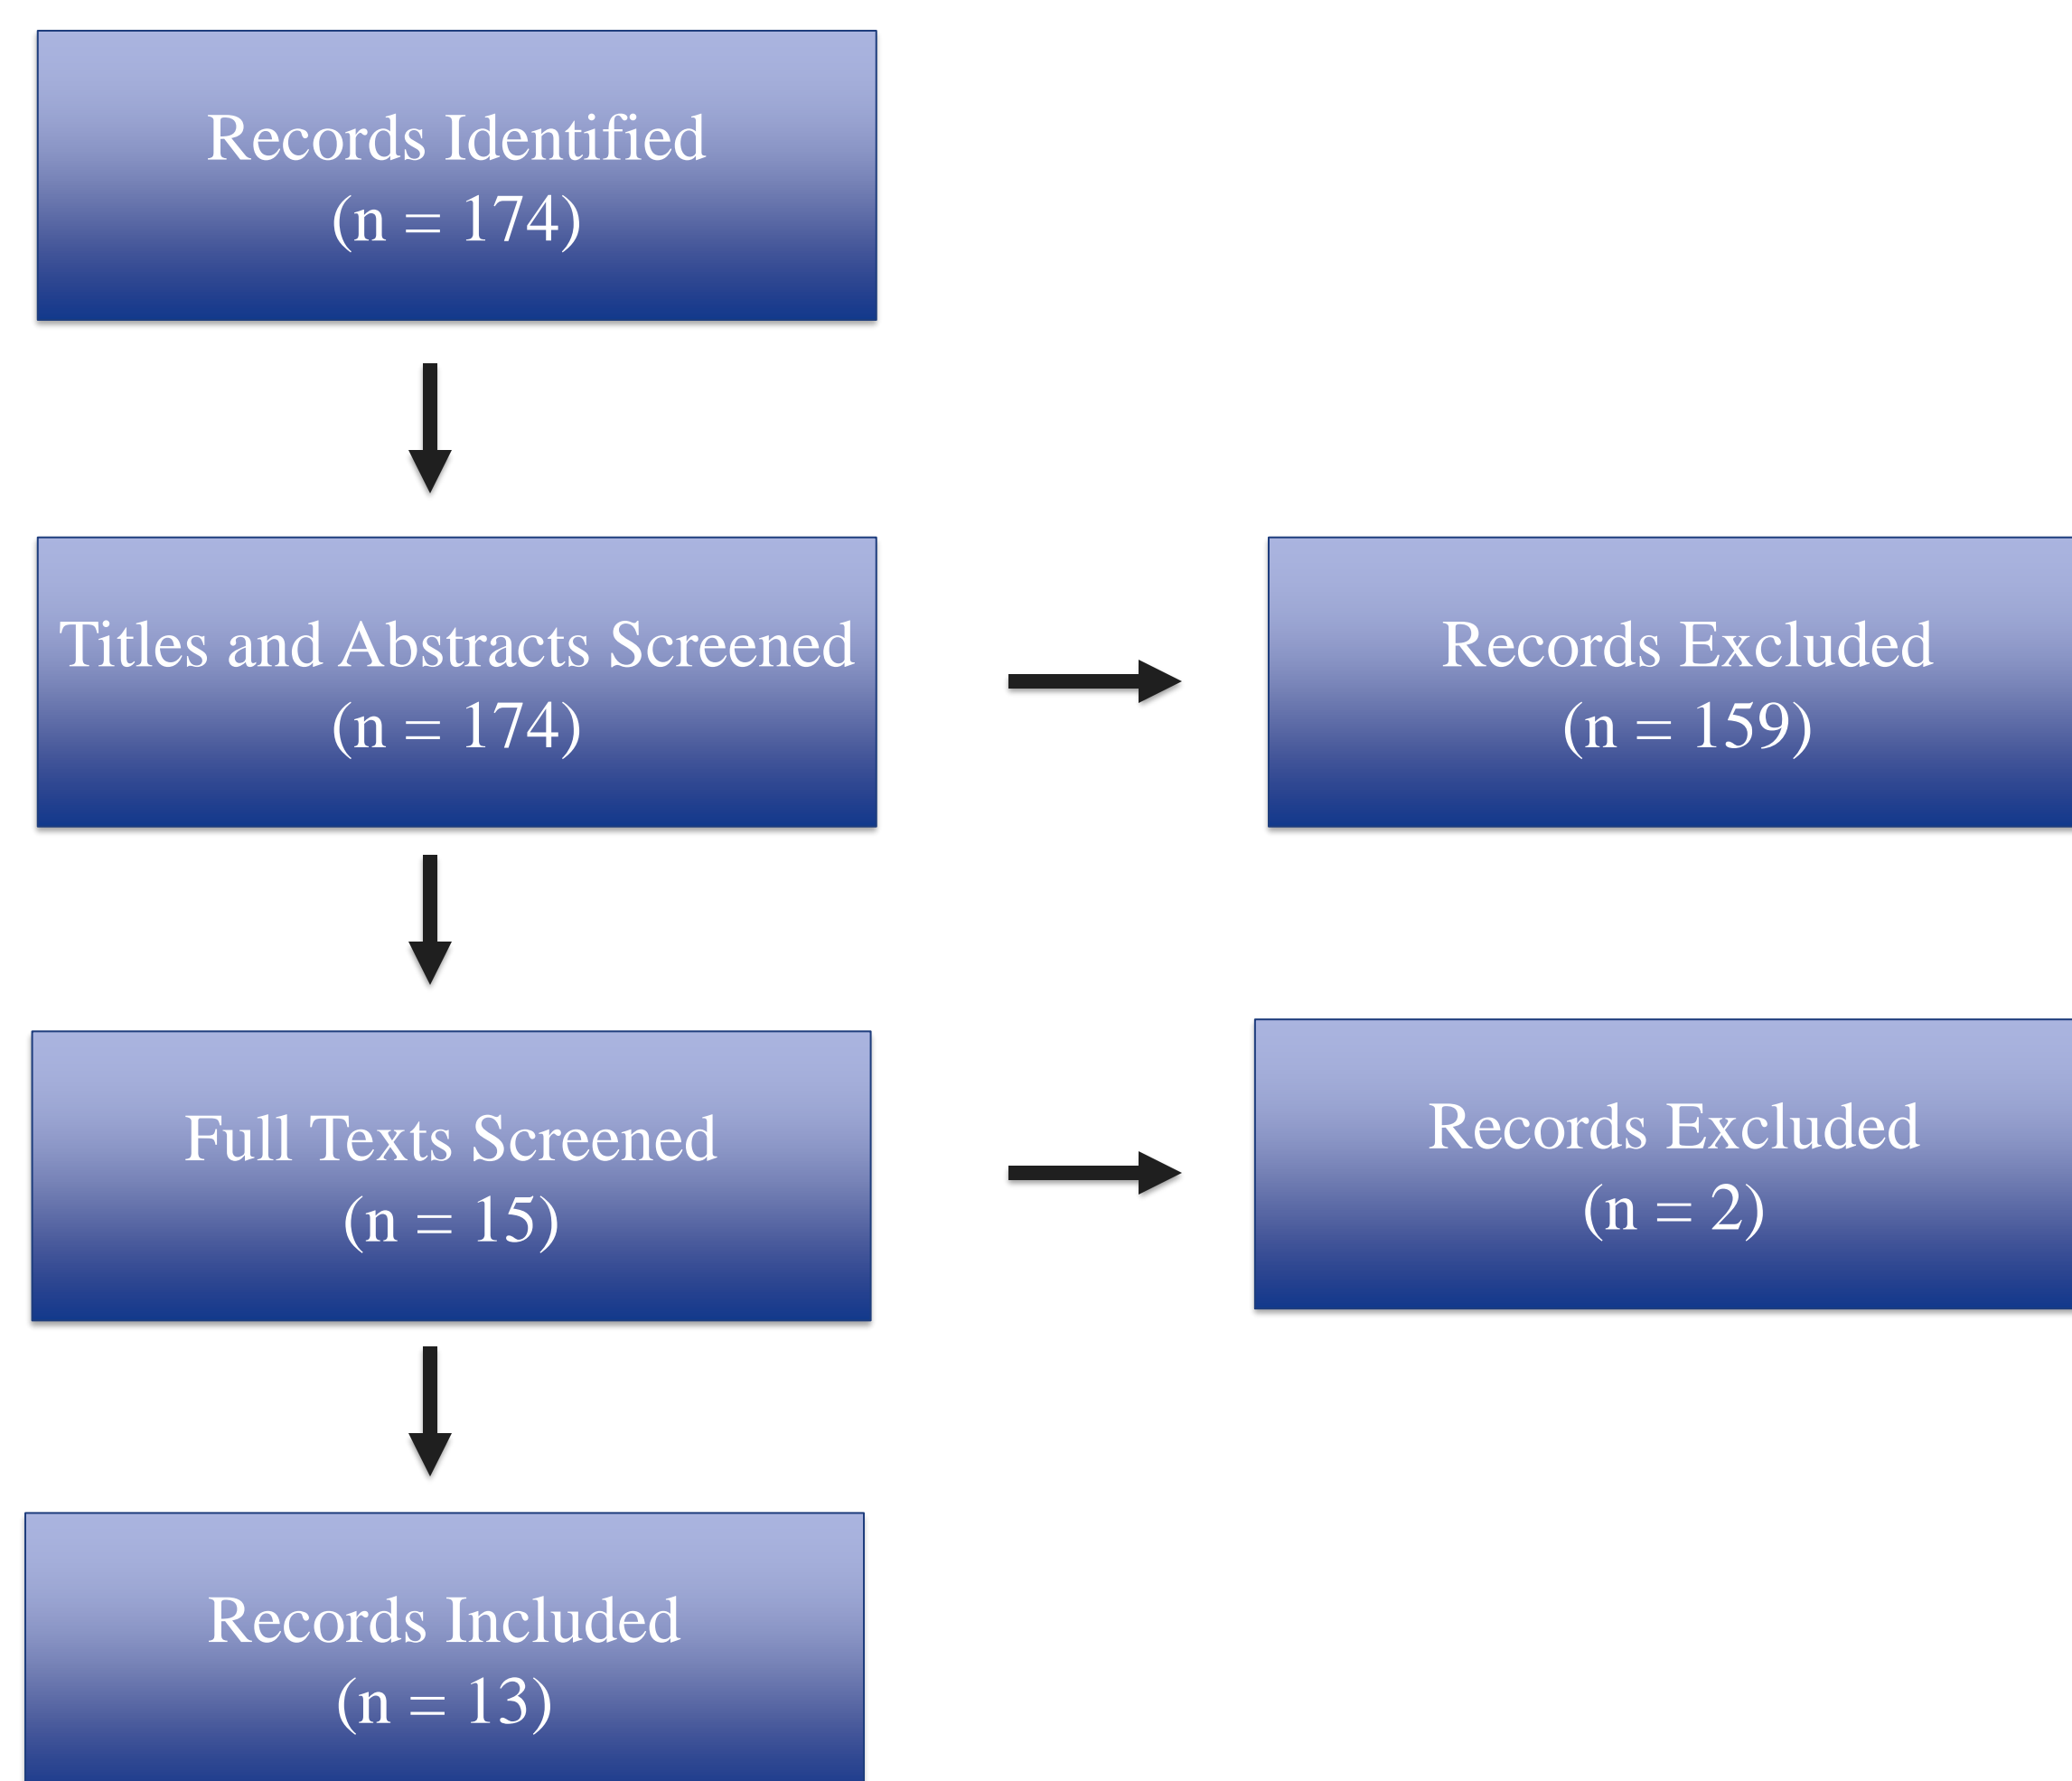 Records Identified
(n = 174)
Titles and Abstracts Screened
(n = 174)
Records Excluded
(n = 159)
Full Texts Screened
(n = 15)
Records Excluded
(n = 2)
Records Included
(n = 13)